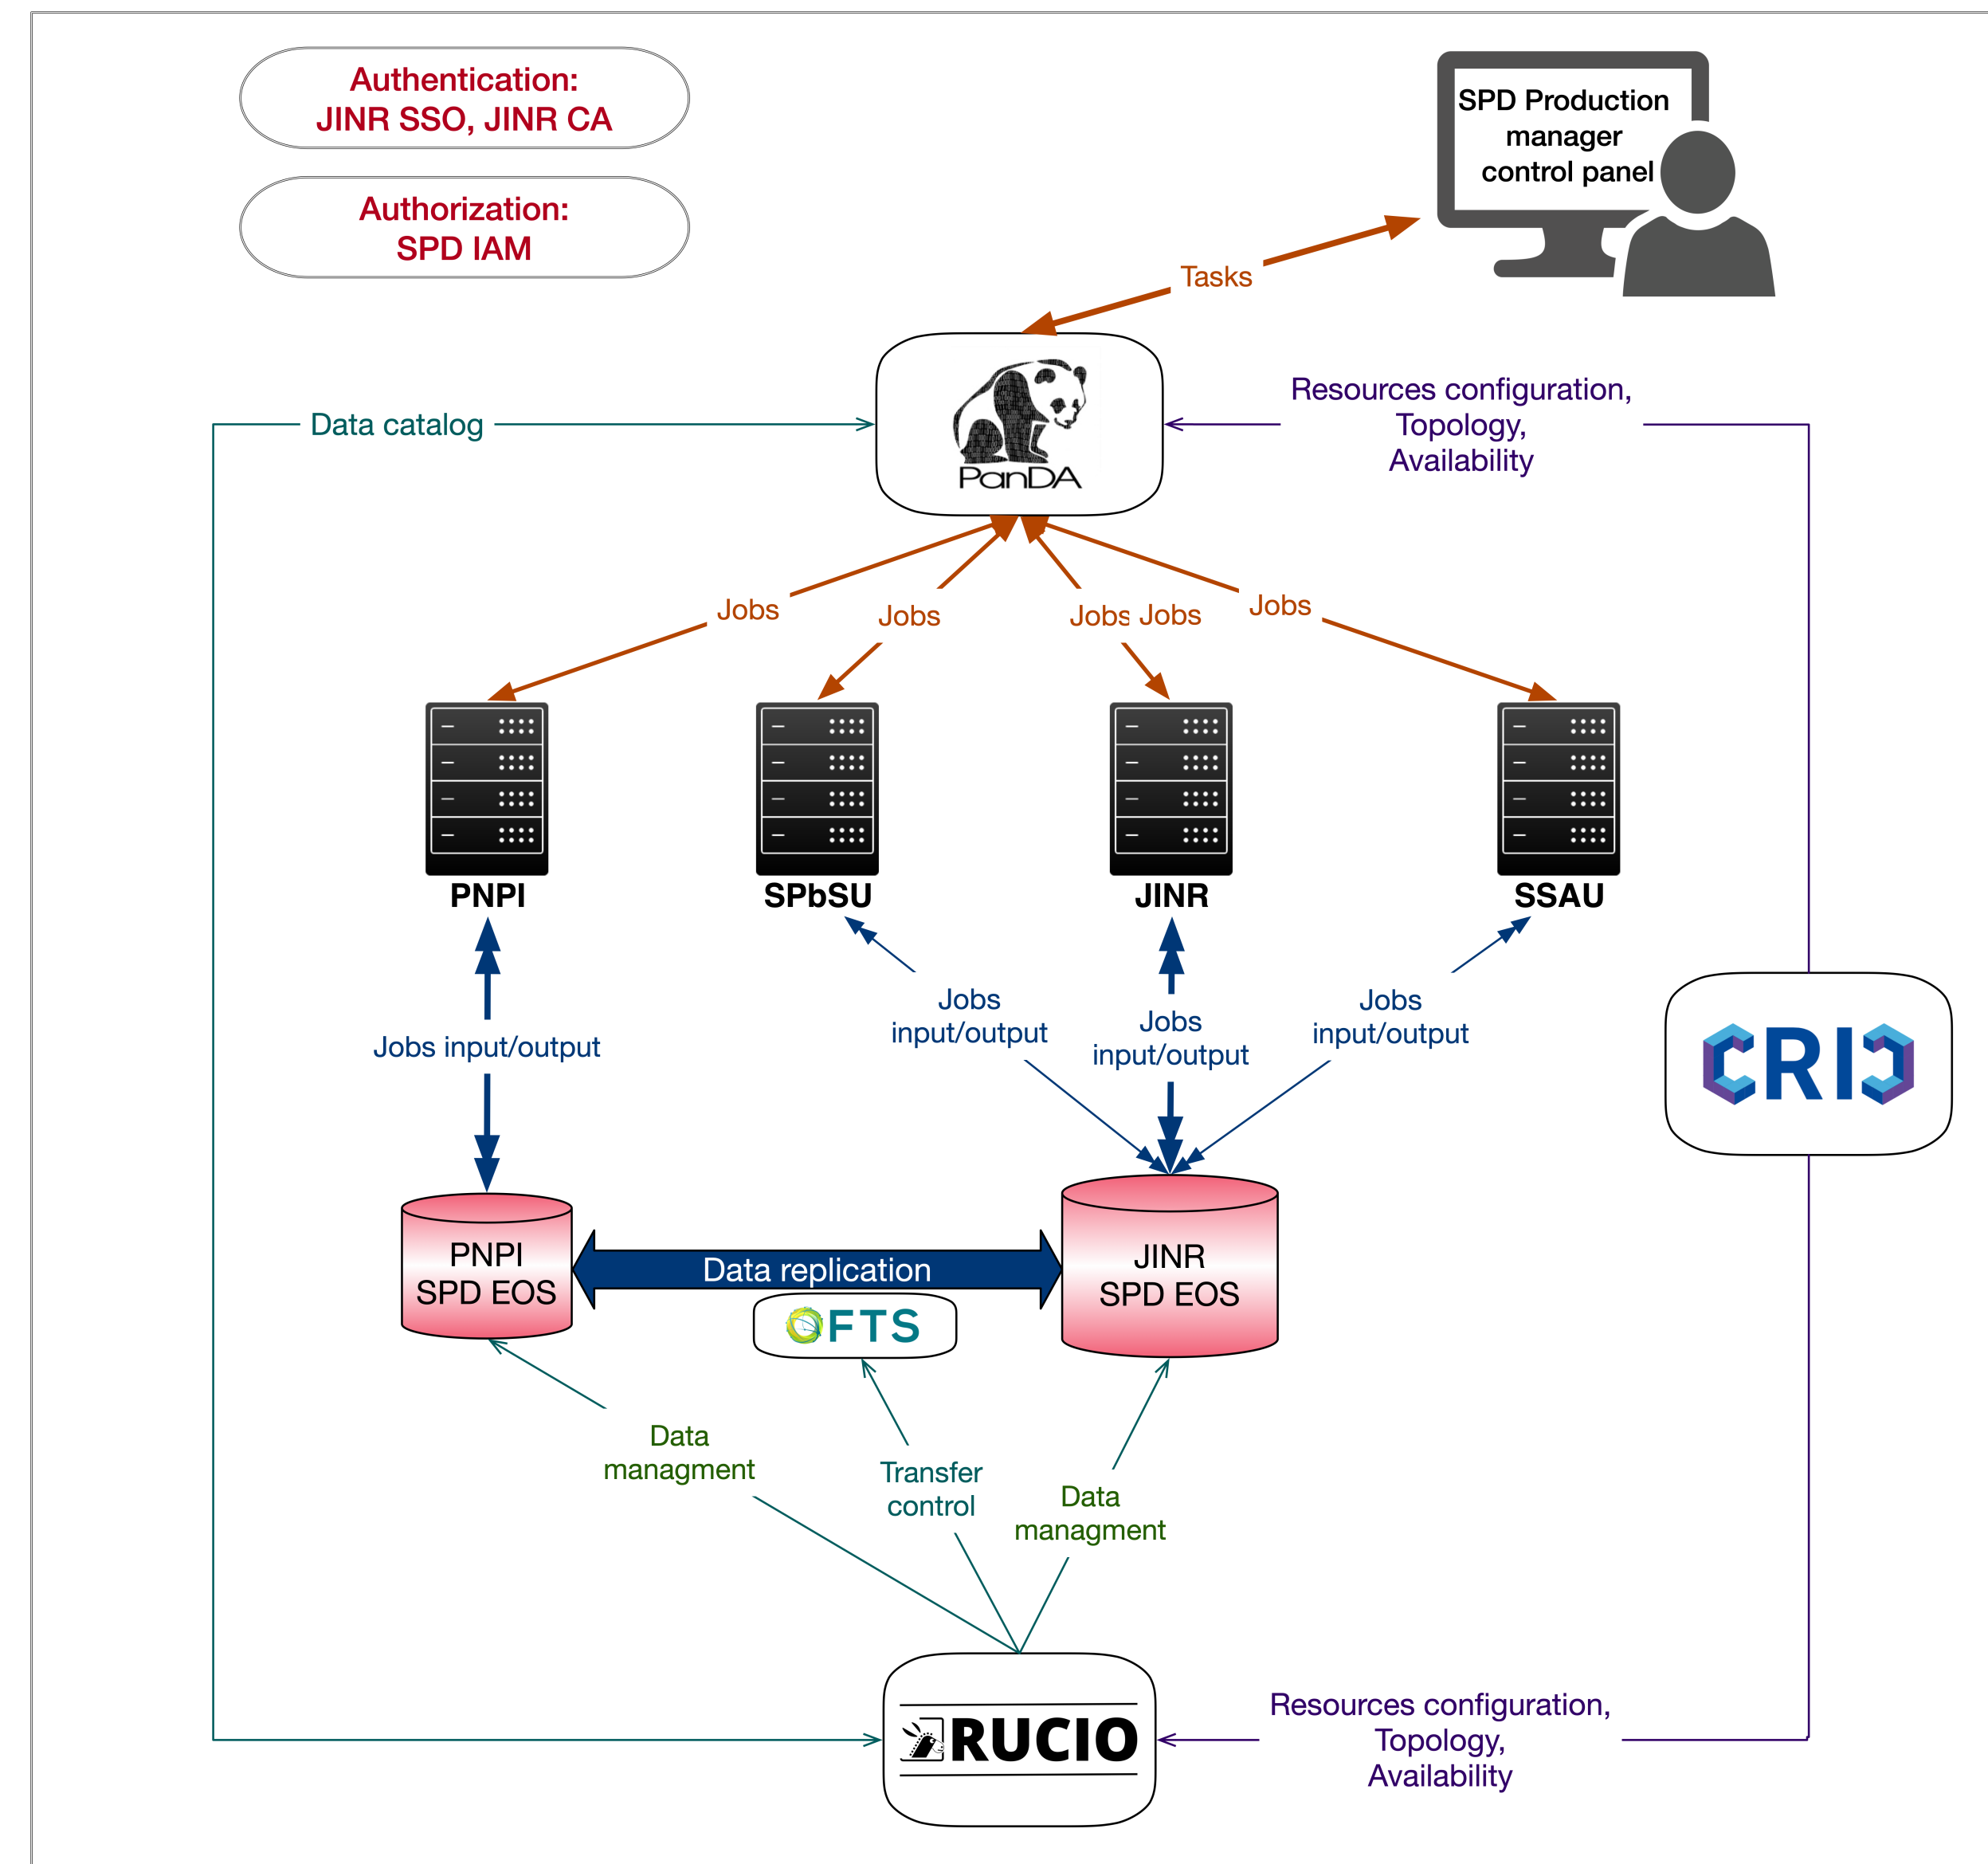 Authentication:
JINR SSO, JINR CA
Authorization:
SPD IAM
SPD Production
manager
control panel
Tasks
PanDA
Data catalog
Resources configuration,
Topology,
Availability
Jobs
Jobs
Jobs
Jobs
Jobs
PNPI
SPbSU
JINR
SSAU
Jobs input/output
Jobs
input/output
Jobs
input/output
Jobs
input/output
CRIC
PNPI
SPD EOS
Data replication
JINR
SPD EOS
FTS
Data
managment
Transfer
control
Data
managment
RUCIO
Resources configuration,
Topology,
Availability